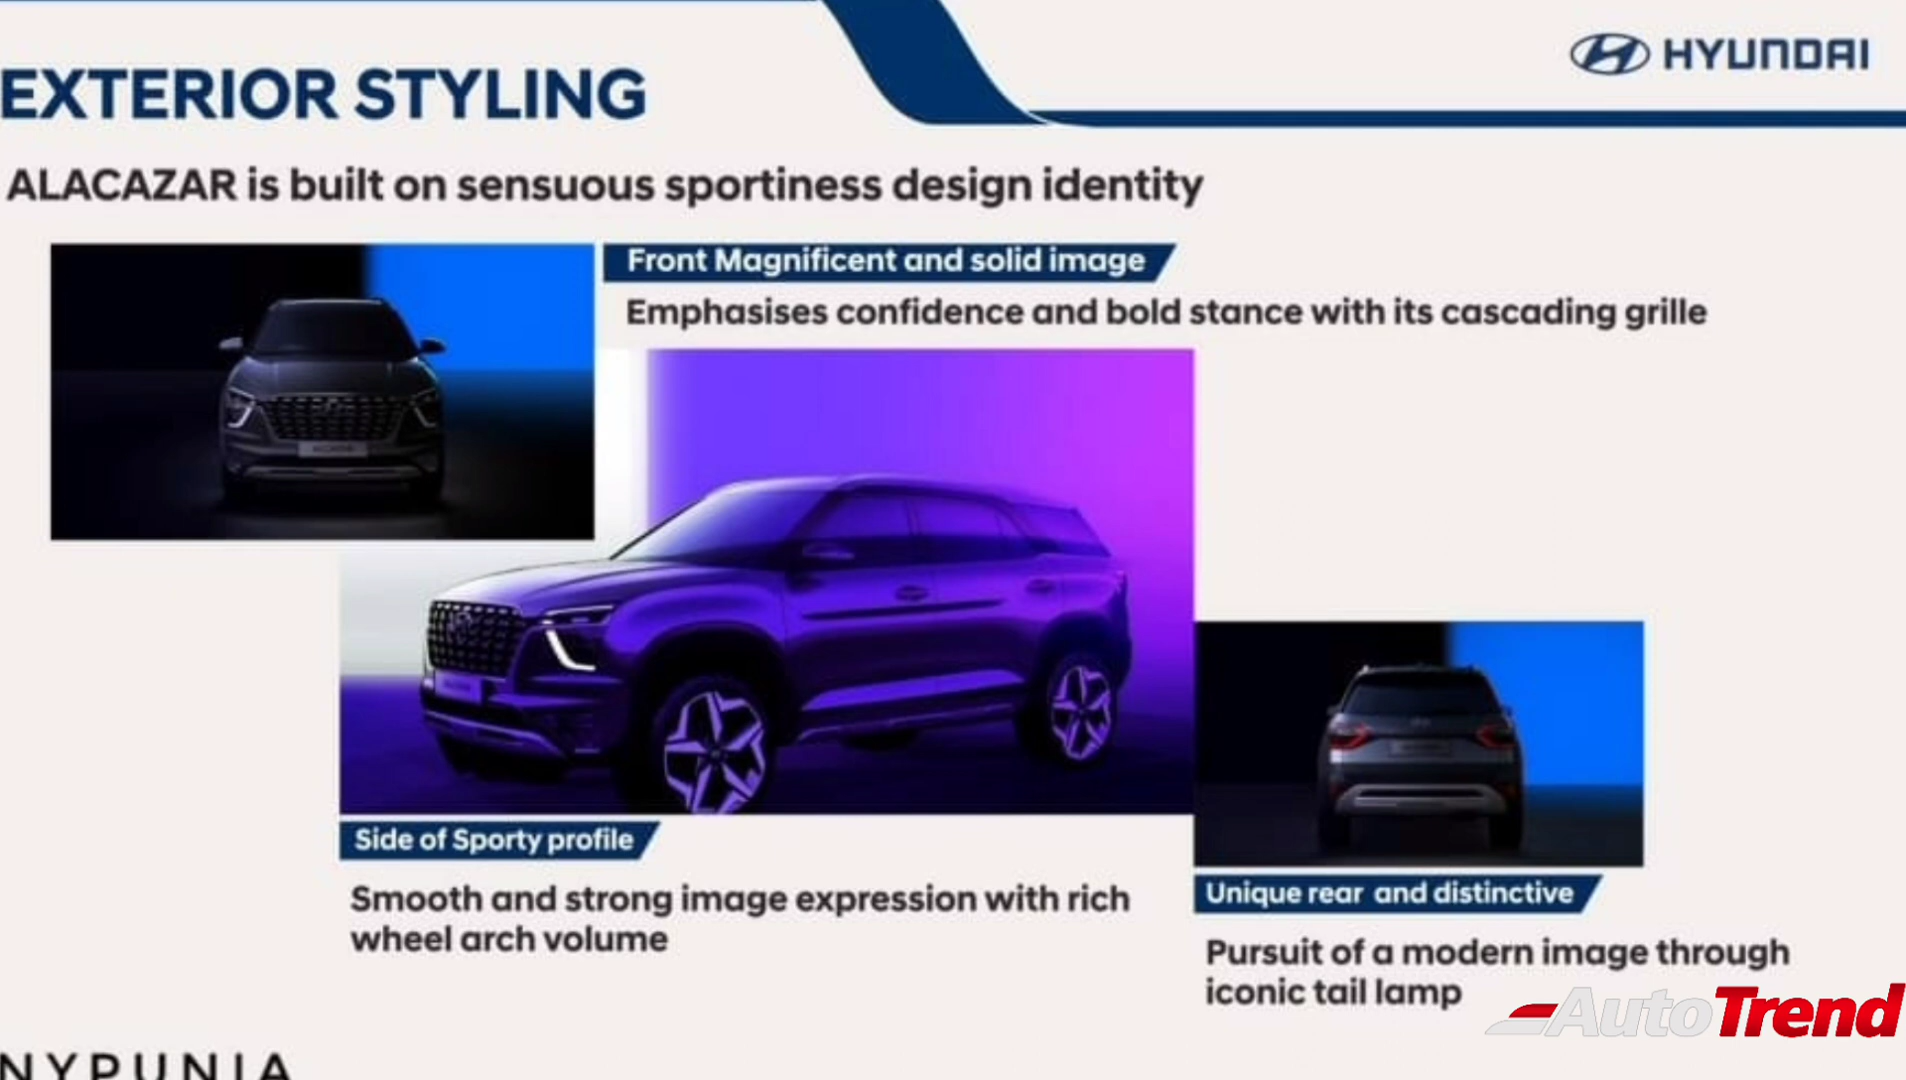 HYUNDAI
EXTERIOR STYLING
ALACAZAR is built on sensuous sportiness design identity
Front Magnificent and solid image
Emphasises confidence and bold stance with its cascading grille
Side of Sporty profile
Smooth and strong image expression with rich
wheel arch volume
Unique rear and distinctive
Pursuit of a modern image through
iconic tail lamp
AutoTrend
NYPUNIA